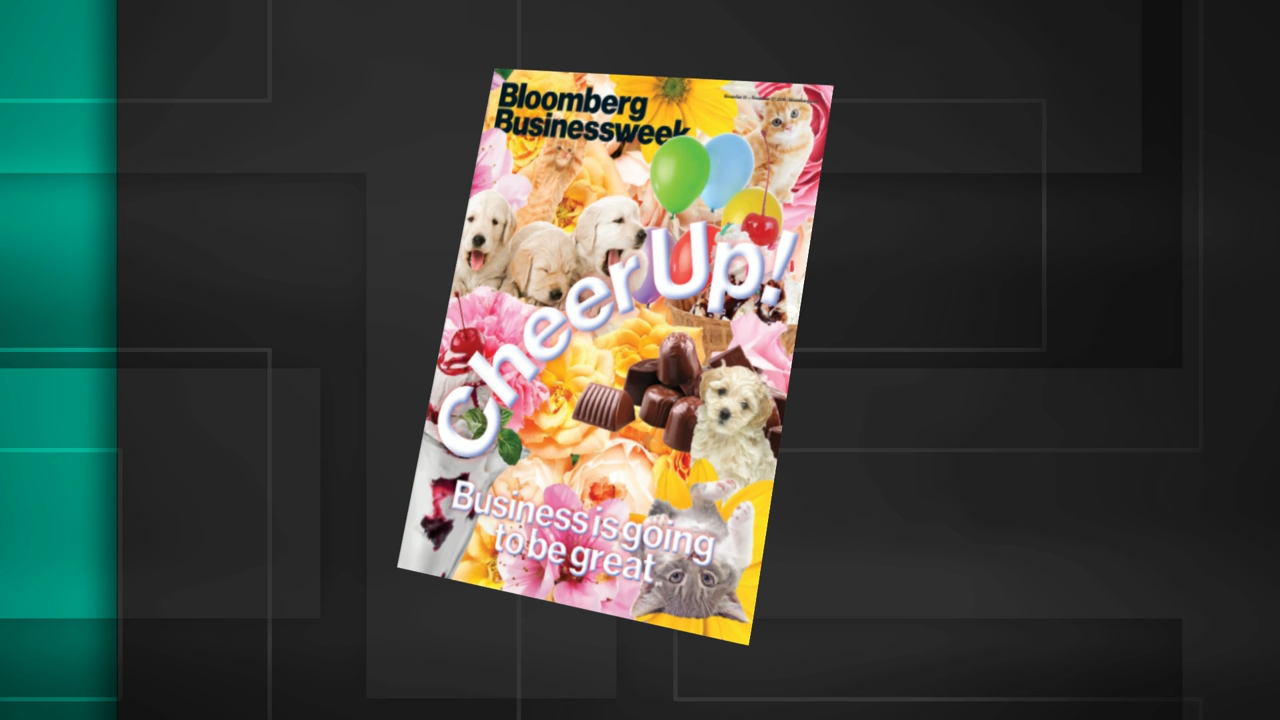 Bloomberg
Businessweek
Cheer Up!
Business is going
to be great